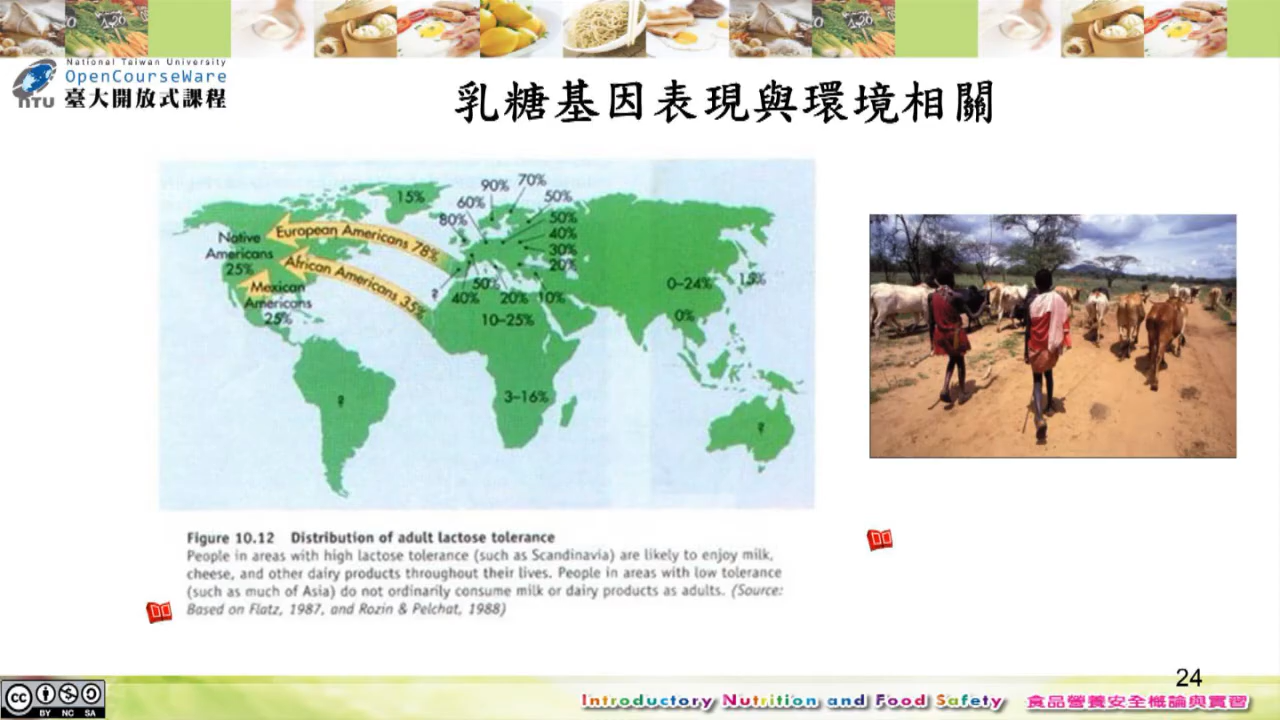 National Taiwan University
OpenCourseWare
NTU 臺大開放式課程
乳糖基因表現與環境相關
15%
90%
70%
60%
50%
80%
50%
40%
30%
20%
Native
Americans
25%
European Americans 78%
African Americans 35%
Mexican
Americans
25%
?
50%
40%
20%
10%
10–25%
0–24%
15%
0%
3–16%
?
?
Figure 10.12 Distribution of adult lactose tolerance
People in areas with high lactose tolerance (such as Scandinavia) are likely to enjoy milk,
cheese, and other dairy products throughout their lives. People in areas with low tolerance
(such as much of Asia) do not ordinarily consume milk or dairy products as adults. (Source:
Based on Flatz, 1987, and Rozin & Pelchat, 1988)
24
cc BY NC SA
Introductory Nutrition and Food Safety 食品營養安全概論與實習